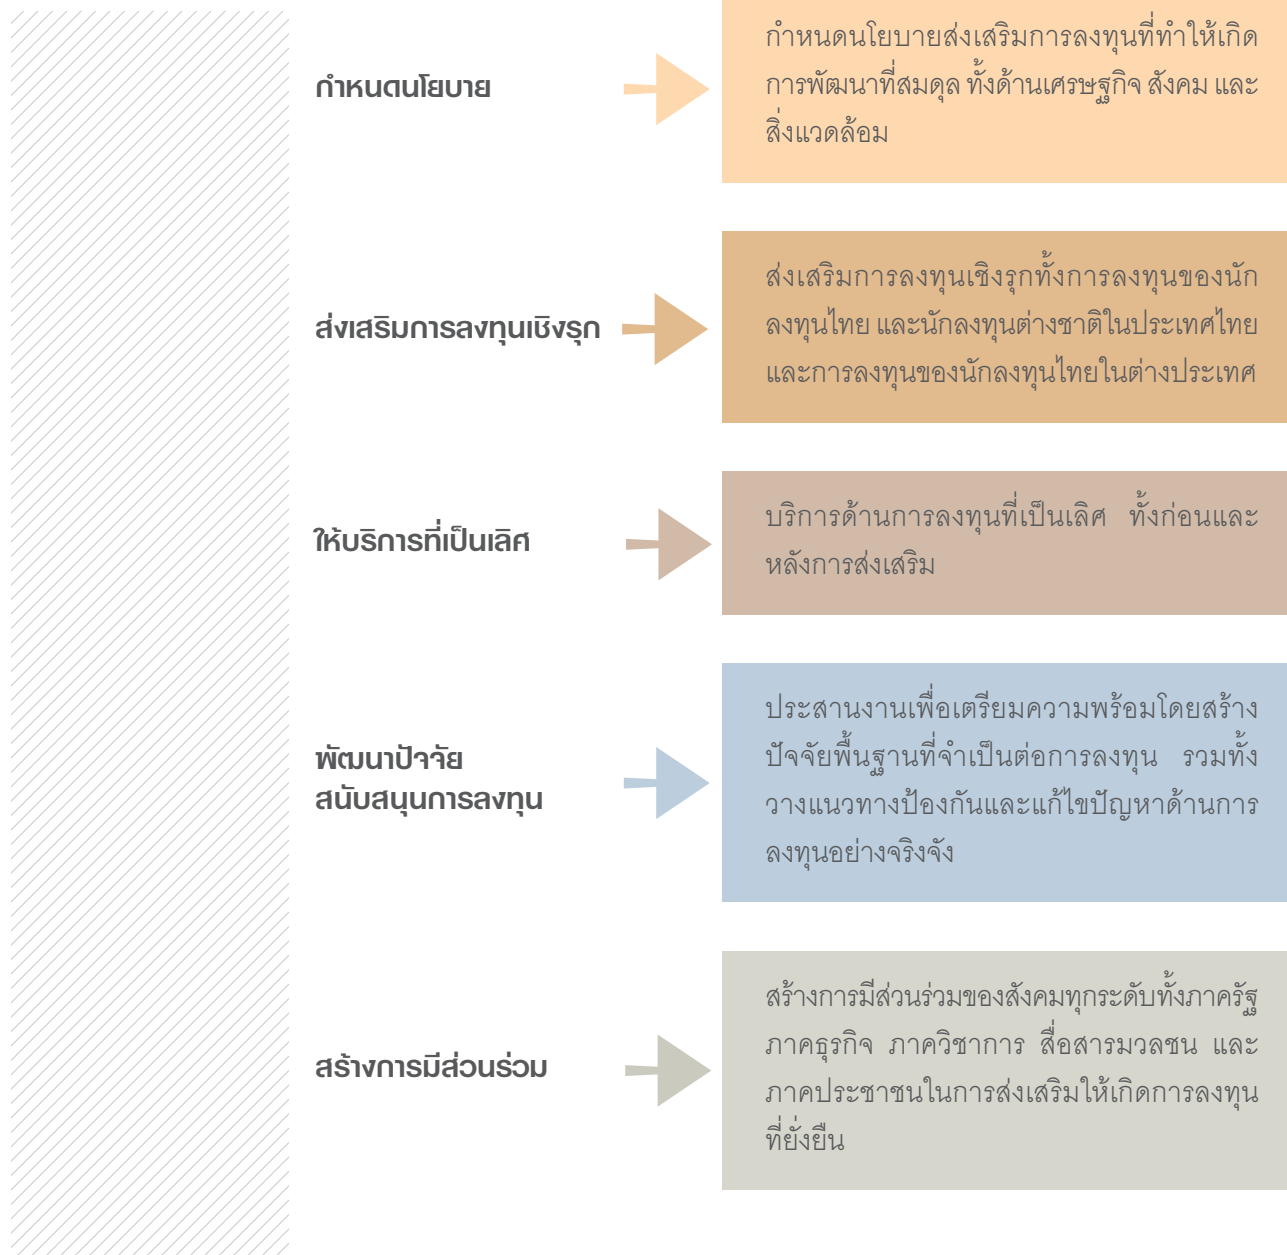 กำหนดนโยบาย
กำหนดนโยบายส่งเสริมการลงทุนที่ทำให้เกิด
การพัฒนาที่สมดุล ทั้งด้านเศรษฐกิจ สังคม และ
สิ่งแวดล้อม
ส่งเสริมการลงทุนเชิงรุก
ส่งเสริมการลงทุนเชิงรุกทั้งการลงทุนของนัก
ลงทุนไทย และนักลงทุนต่างชาติในประเทศไทย
และการลงทุนของนักลงทุนไทยในต่างประเทศ
ให้บริการที่เป็นเลิศ
บริการด้านการลงทุนที่เป็นเลิศ ทั้งก่อนและ
หลังการส่งเสริม
พัฒนาปัจจัย
สนับสนุนการลงทุน
ประสานงานเพื่อเตรียมความพร้อมโดยสร้าง
ปัจจัยพื้นฐานที่จำเป็นต่อการลงทุน รวมทั้ง
วางแนวทางป้องกันและแก้ไขปัญหาด้านการ
ลงทุนอย่างจริงจัง
สร้างการมีส่วนร่วม
สร้างการมีส่วนร่วมของสังคมทุกระดับทั้งภาครัฐ
ภาคธุรกิจ ภาควิชาการ สื่อสารมวลชน และ
ภาคประชาชนในการส่งเสริมให้เกิดการลงทุน
ที่ยั่งยืน